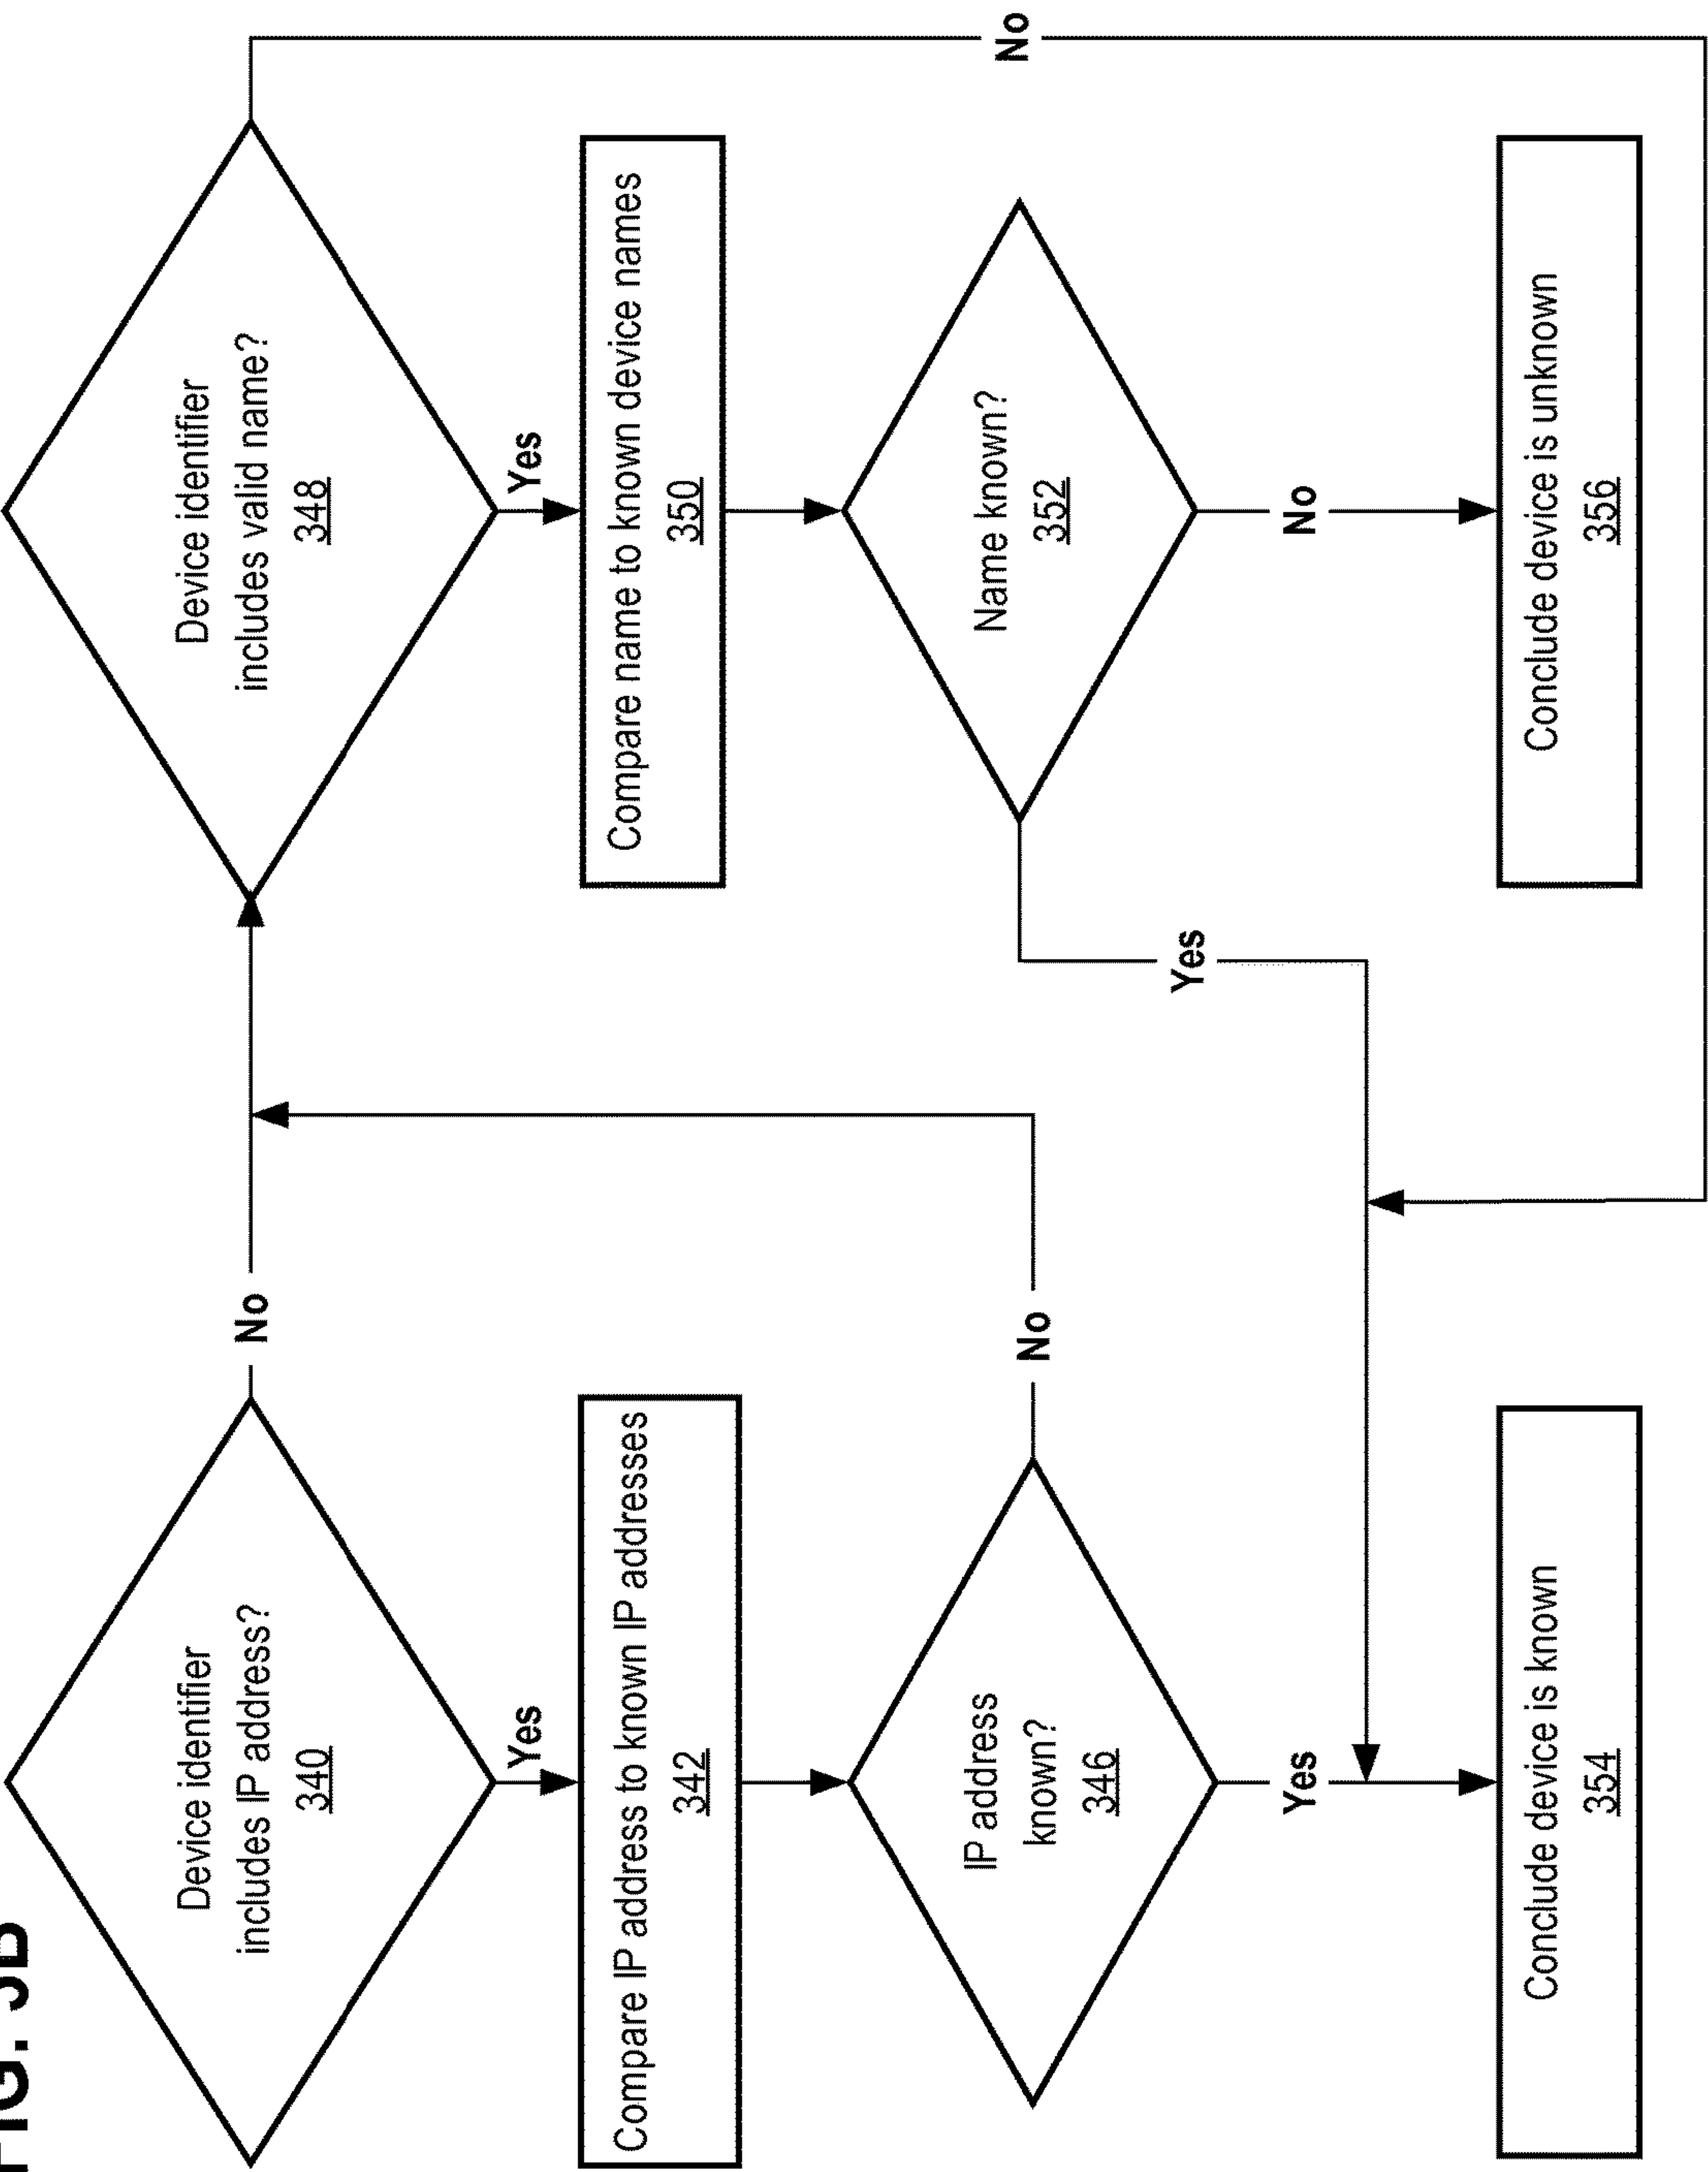 FIG. 3B
Device identifier
includes IP address?
340
No
Yes
Compare IP address to known IP addresses
342
IP address
known?
346
No
Yes
Conclude device is known
354
Device identifier
includes valid name?
348
Yes
No
Compare name to known device names
350
Name known?
352
Yes
No
Conclude device is unknown
356